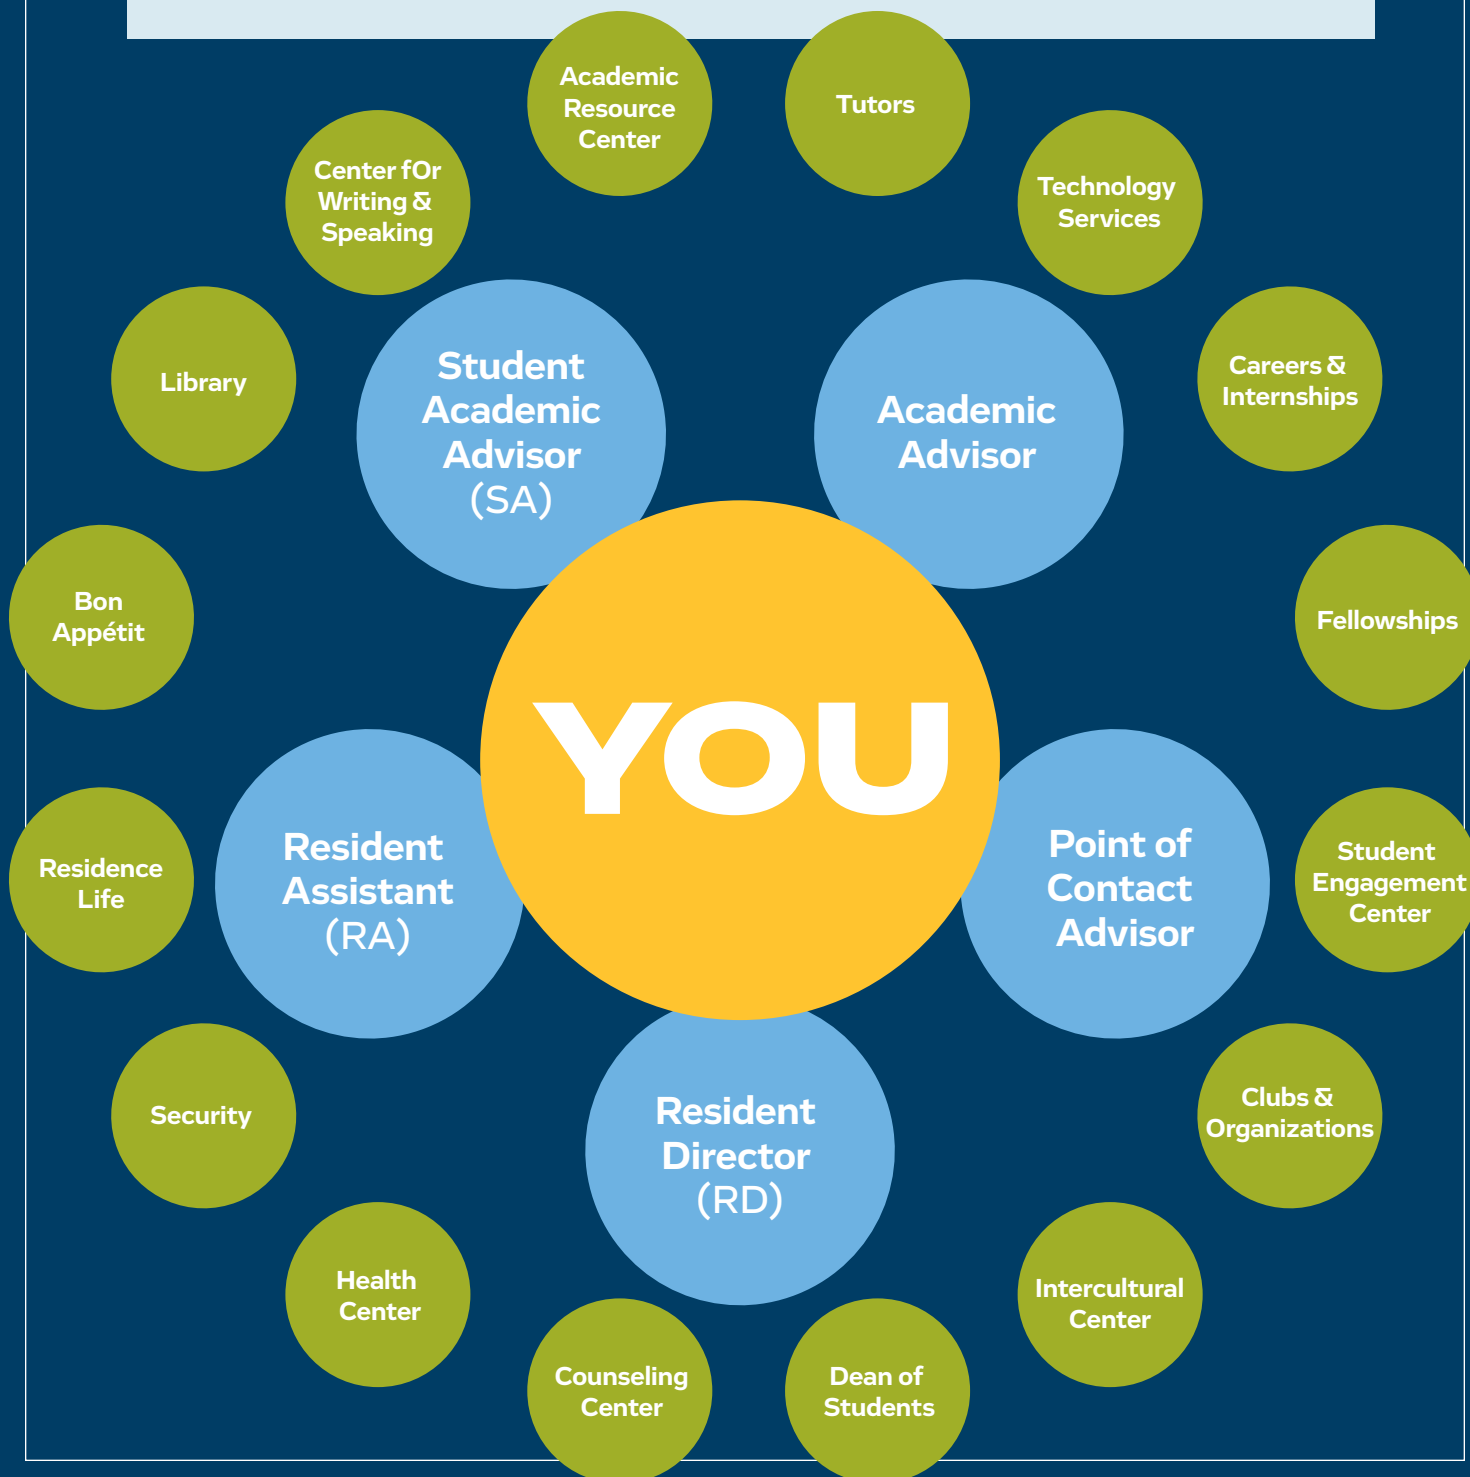 Academic
Resource
Center
Tutors
Center fOr
Writing &
Speaking
Technology
Services
Library
Student
Academic
Advisor
(SA)
Academic
Advisor
Careers &
Internships
Bon
Appétit
Fellowships
YOU
Residence
Life
Resident
Assistant
(RA)
Point of
Contact
Advisor
Student
Engagement
Center
Security
Resident
Director
(RD)
Clubs &
Organizations
Health
Center
Intercultural
Center
Counseling
Center
Dean of
Students